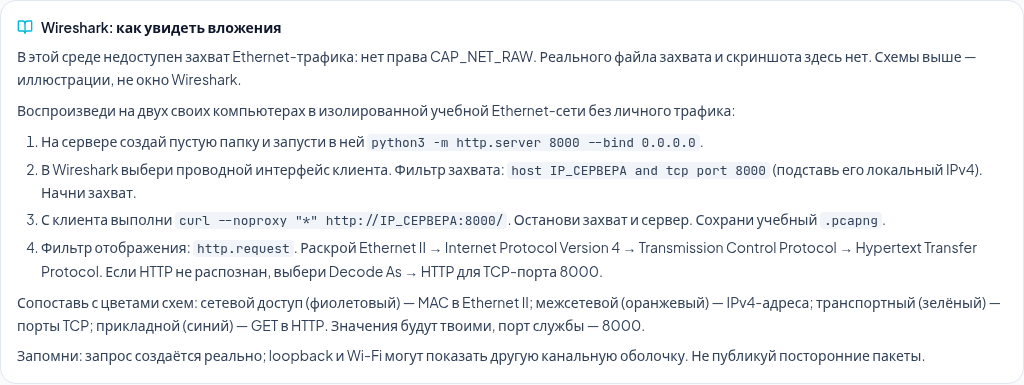 Wireshark: как увидеть вложения
В этой среде недоступен захват Ethernet-трафика: нет права CAP_NET_RAW. Реального файла захвата и скриншота здесь нет. Схемы выше —
иллюстрации, не окно Wireshark.
Воспроизведи на двух своих компьютерах в изолированной учебной Ethernet-сети без личного трафика:
1. На сервере создай пустую папку и запусти в ней python3 -m http.server 8000 --bind 0.0.0.0 .
2. В Wireshark выбери проводной интерфейс клиента. Фильтр захвата: host IP_СЕРВЕРА and tcp port 8000 (подставь его локальный IPv4).
Начни захват.
3. С клиента выполни curl --noproxy "*" http://IP_СЕРВЕРА:8000/ . Останови захват и сервер. Сохрани учебный .pcapng .
4. Фильтр отображения: http.request . Раскрой Ethernet II → Internet Protocol Version 4 → Transmission Control Protocol → Hypertext Transfer
Protocol. Если HTTP не распознан, выбери Decode As → HTTP для TCP-порта 8000.
Сопоставь с цветами схем: сетевой доступ (фиолетовый) — MAC в Ethernet II; межсетевой (оранжевый) — IPv4-адреса; транспортный (зелёный) —
порты TCP; прикладной (синий) — GET в HTTP. Значения будут твоими, порт службы — 8000.
Запомни: запрос создаётся реально; loopback и Wi-Fi могут показать другую канальную оболочку. Не публикуй посторонние пакеты.